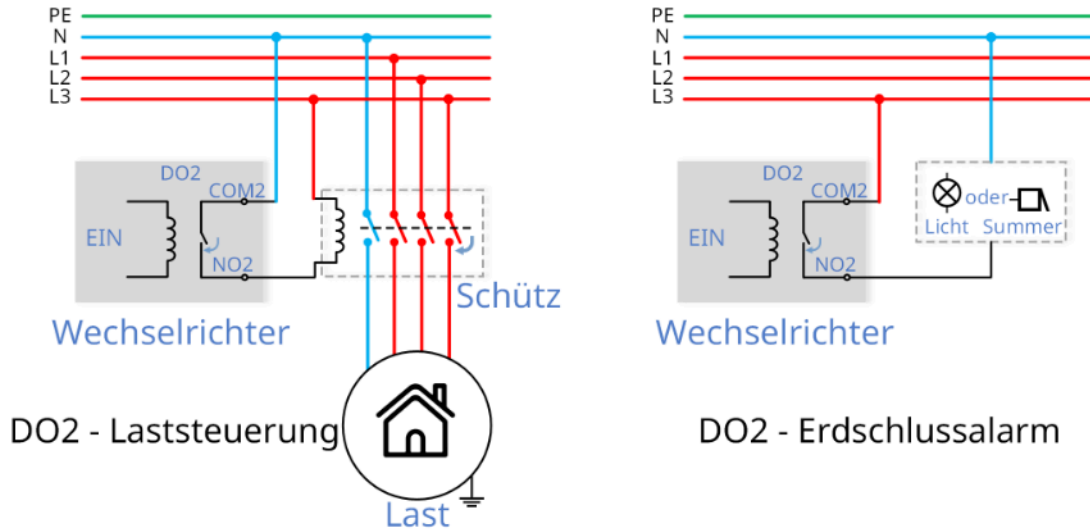 PE
N
L1
L2
L3
DO2
COM2
EIN
NO2
Wechselrichter
Schütz
Last
DO2 - Laststeuerung
PE
N
L1
L2
L3
DO2
COM2
EIN
NO2
oder
Licht Summer
Wechselrichter
DO2 - Erdschlussalarm